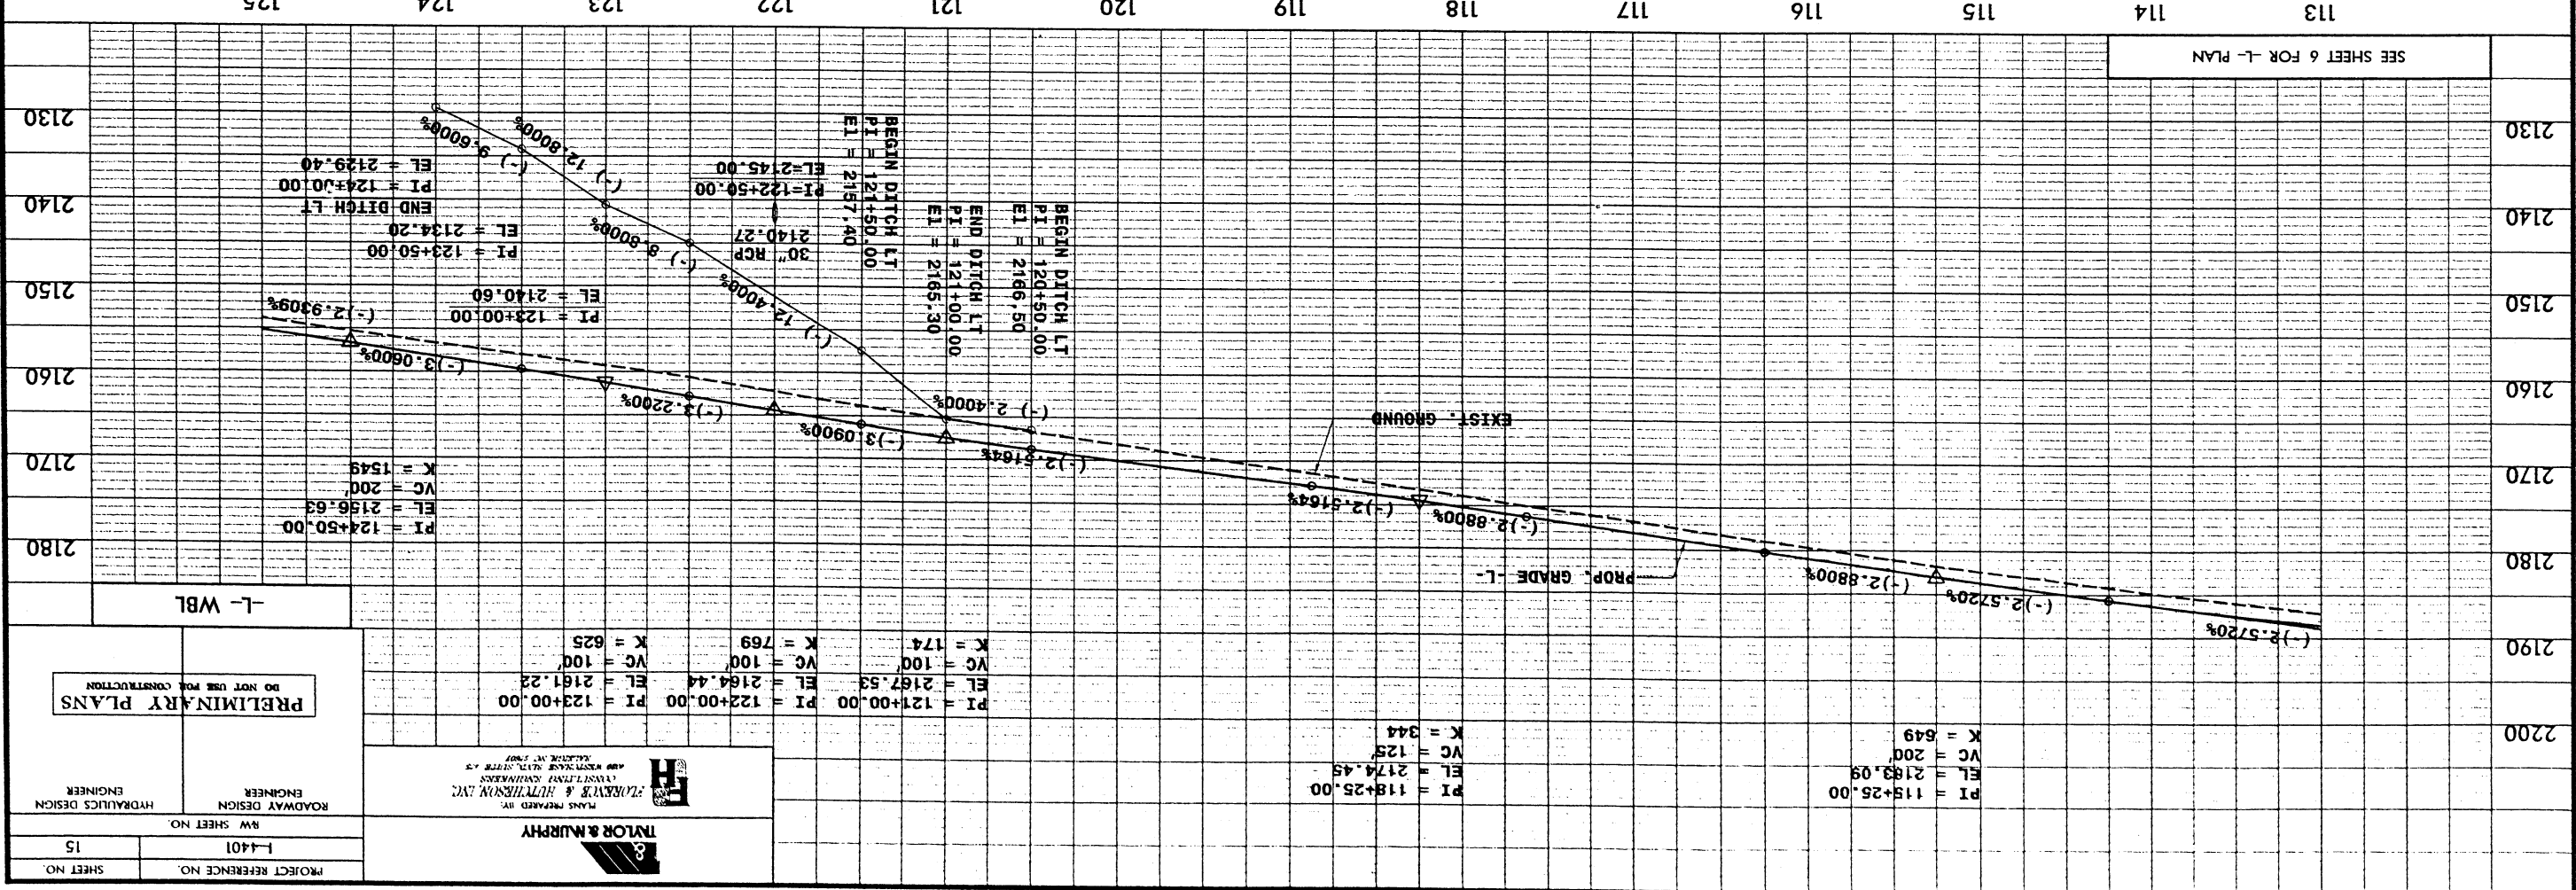 PROJECT REFERENCE NO.
SHEET NO.
I-4401
15
RW SHEET NO.
ROADWAY DESIGN
ENGINEER
HYDRAULICS DESIGN
ENGINEER
PRELIMINARY PLANS
DO NOT USE FOR CONSTRUCTION
TAYLOR & MURPHY
PLANS PREPARED BY:
FLORENCE & HUTCHESON, INC.
CONSULTING ENGINEERS
-L- WBL
PI = 115+25.00
EL = 2183.09
VC = 200'
K = 649
PI = 118+25.00
EL = 2174.45
VC = 125'
K = 344
PI = 121+00.00
EL = 2167.53
VC = 100'
K = 174
PI = 122+00.00
EL = 2164.44
VC = 100'
K = 769
PI = 123+00.00
EL = 2161.22
VC = 100'
K = 625
PI = 124+50.00
EL = 2156.63
VC = 200'
K = 1549
2200
2190
2180
2170
2160
2150
2140
2130
2180
2170
2160
2150
2140
2130
(-)2.5720%
(-)2.5720%
(-)2.8800%
PROP. GRADE -L-
(-)2.8800%
(-)2.5164%
EXIST. GROUND
(-)2.5164%
(-) 2.4000%
(-)3.0900%
(-)3.2200%
(-)3.0600%
(-)2.9309%
(-) 12.4000%
(-) 8.8000%
(-) 12.8000%
(-) 9.6000%
BEGIN DITCH LT
PI = 120+50.00
El = 2166.50
END DITCH LT
PI = 121+00.00
El = 2165.30
BEGIN DITCH LT
PI = 121+50.00
El = 2157.40
30" RCP
2140.27
PI=122+50.00
EL=2145.00
PI = 123+00.00
EL = 2140.60
PI = 123+50.00
EL = 2134.20
END DITCH LT
PI = 124+00.00
EL = 2129.40
SEE SHEET 6 FOR -L- PLAN
113
114
115
116
117
118
119
120
121
122
123
124
125